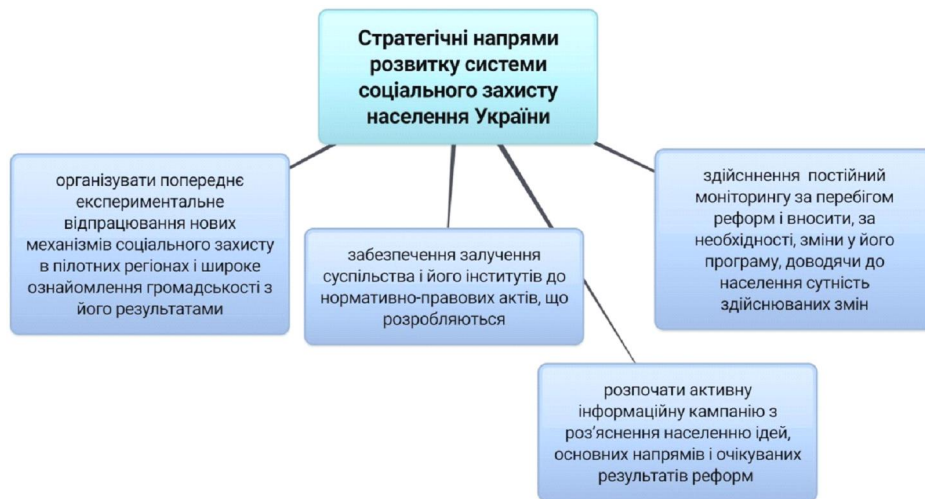 Стратегічні напрями
розвитку системи
соціального захисту
населення України
організувати попереднє
експериментальне
відпрацювання нових
механізмів соціального захисту
в пілотних регіонах і широке
ознайомлення громадськості з
його результатами
забезпечення залучення
суспільства і його інститутів до
нормативно-правових актів, що
розробляються
здійсннення постійний
моніторингу за перебігом
реформ і вносити, за
необхідності, зміни у його
програму, доводячи до
населення сутність
здійснюваних змін
розпочати активну
інформаційну кампанію з
роз’яснення населенню ідей,
основних напрямів і очікуваних
результатів реформ